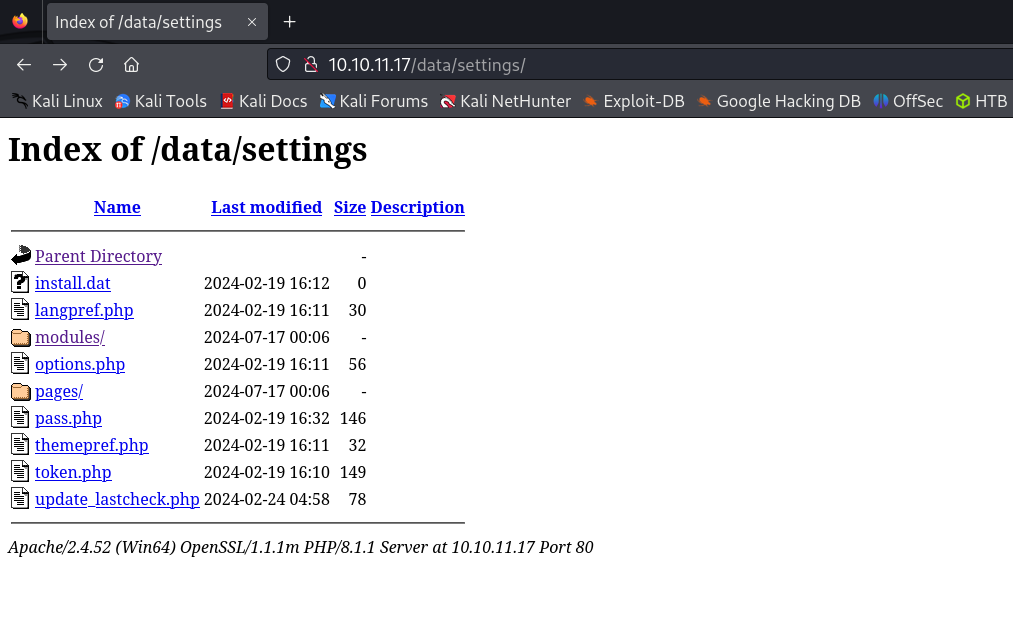 Index of /data/settings
10.10.11.17/data/settings/
Kali Linux Kali Tools Kali Docs Kali Forums Kali NetHunter Exploit-DB Google Hacking DB OffSec HTB
Index of /data/settings
Name Last modified Size Description
Parent Directory -
install.dat 2024-02-19 16:12 0
langpref.php 2024-02-19 16:11 30
modules/ 2024-07-17 00:06 -
options.php 2024-02-19 16:11 56
pages/ 2024-07-17 00:06 -
pass.php 2024-02-19 16:32 146
themepref.php 2024-02-19 16:11 32
token.php 2024-02-19 16:10 149
update_lastcheck.php 2024-02-24 04:58 78
Apache/2.4.52 (Win64) OpenSSL/1.1.1m PHP/8.1.1 Server at 10.10.11.17 Port 80